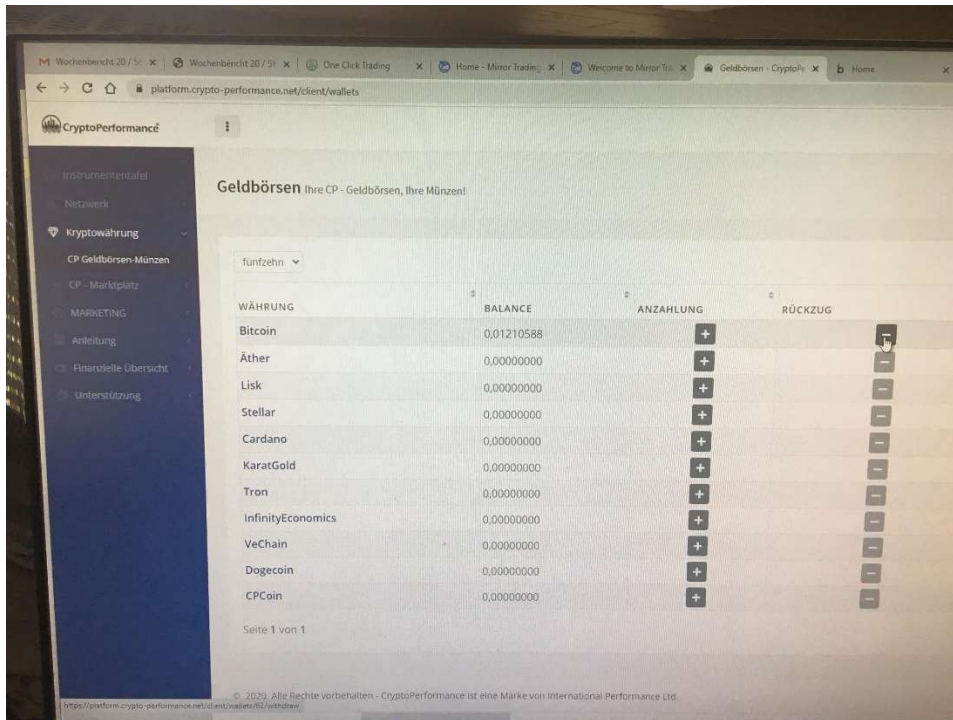 Wochenbericht 20 / 5 Wochenbericht 20 / 5 One Click Trading Home - Mirror Trading Welcome to Mirror Tra Geldbörsen - CryptoPe Home
platform.crypto-performance.net/client/wallets
CryptoPerformance
Instrumententafel
Netzwerk
Kryptowährung
CP Geldbörsen-Münzen
CP - Marktplatz
MARKETING
Anleitung
Finanzielle Übersicht
Unterstützung
Geldbörsen Ihre CP - Geldbörsen, Ihre Münzen!
fünfzehn
WÄHRUNG BALANCE ANZAHLUNG RÜCKZUG
Bitcoin 0,01210588 + −
Äther 0,00000000 + −
Lisk 0,00000000 + −
Stellar 0,00000000 + −
Cardano 0,00000000 + −
KaratGold 0,00000000 + −
Tron 0,00000000 + −
InfinityEconomics 0,00000000 + −
VeChain 0,00000000 + −
Dogecoin 0,00000000 + −
CPCoin 0,00000000 + −
Seite 1 von 1
© 2020 Alle Rechte vorbehalten - CryptoPerformance ist eine Marke von International Performance Ltd.
https://platform.crypto-performance.net/client/wallets/62/withdraw